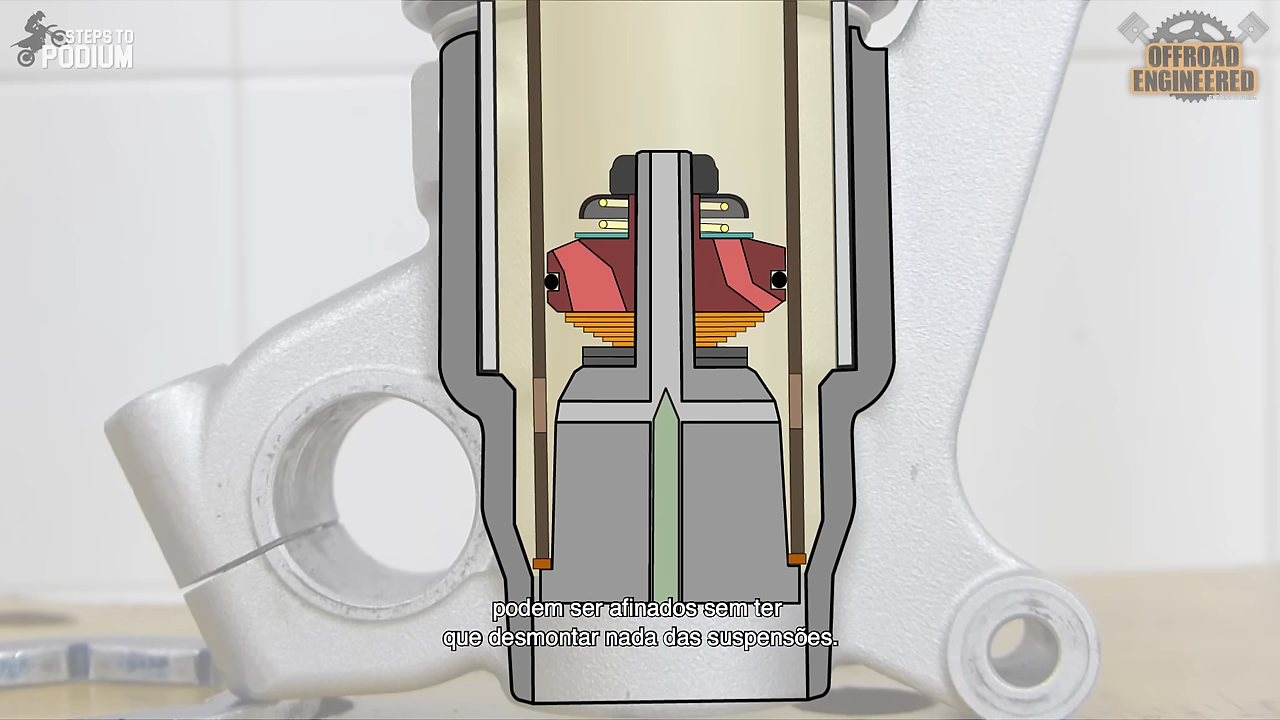 STEPS TO
PODIUM
OFFROAD
ENGINEERED
podem ser afinados sem ter
que desmontar nada das suspensões.